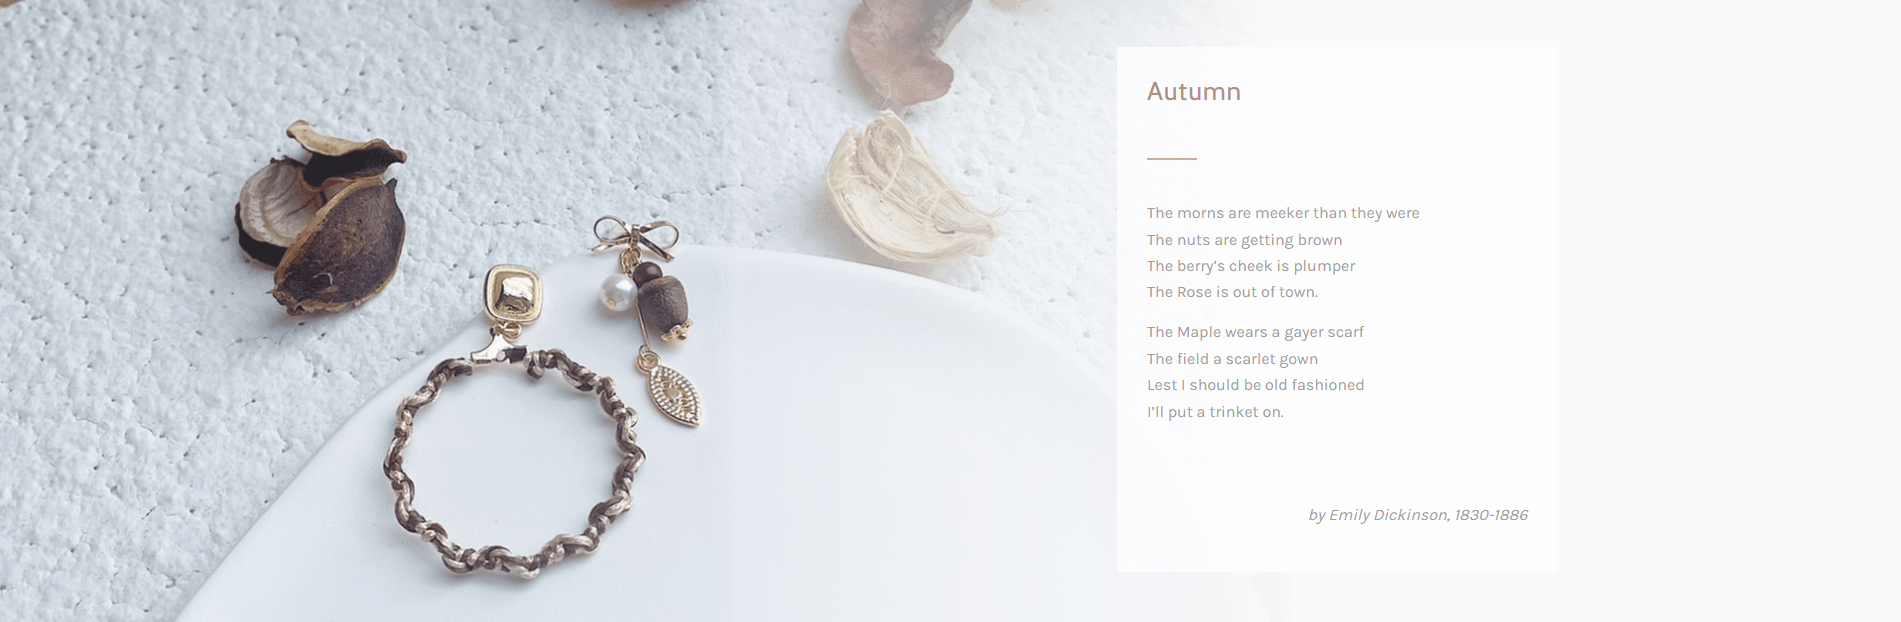 Autumn
The morns are meeker than they were
The nuts are getting brown
The berry's cheek is plumper
The Rose is out of town.
The Maple wears a gayer scarf
The field a scarlet gown
Lest I should be old fashioned
I'll put a trinket on.
by Emily Dickinson, 1830-1886